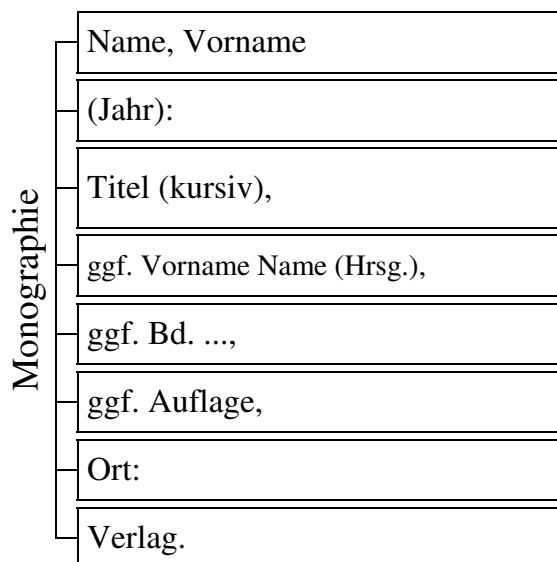 Monographie
Name, Vorname
(Jahr):
Titel (kursiv),
ggf. Vorname Name (Hrsg.),
ggf. Bd. ...,
ggf. Auflage,
Ort:
Verlag.